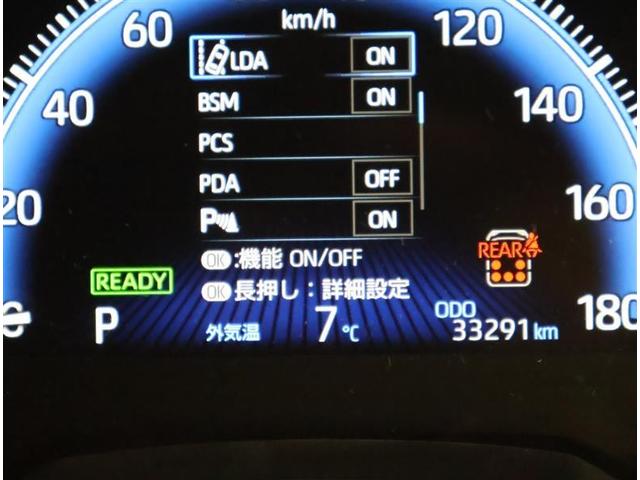 km/h
60
120
LDA ON
40
BSM ON
140
PCS
PDA OFF
20
160
P ON
REAR
OK:機能 ON/OFF
READY
OK長押し:詳細設定
P
外気温 7℃
ODO
33291km
180